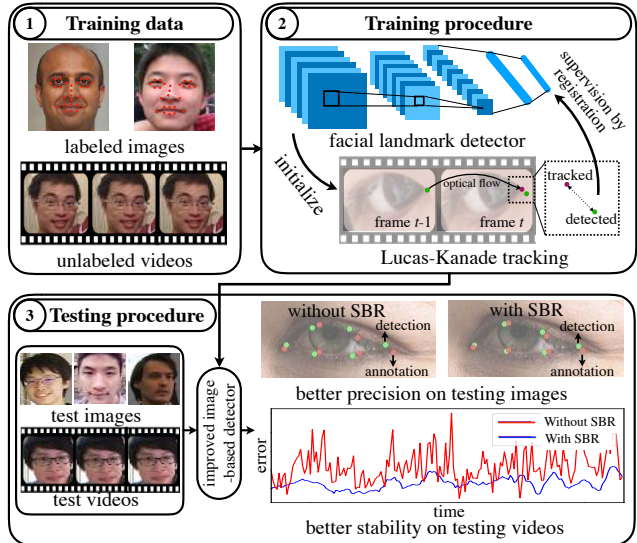 1 Training data
labeled images
unlabeled videos
2 Training procedure
facial landmark detector
supervision by
registration
initialize
optical flow
frame t-1
frame t
tracked
detected
Lucas-Kanade tracking
3 Testing procedure
test images
test videos
improved image
-based detector
without SBR
detection
annotation
with SBR
detection
annotation
better precision on testing images
error
Without SBR
With SBR
time
better stability on testing videos